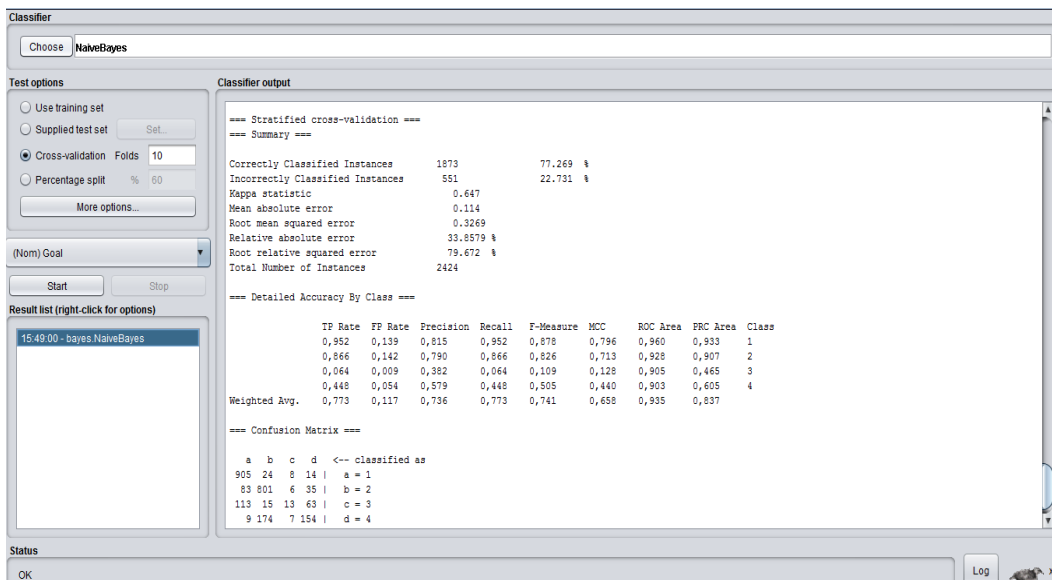 Classifier
Choose NaiveBayes
Test options
Use training set
Supplied test set Set...
Cross-validation Folds 10
Percentage split % 60
More options...
(Nom) Goal
Start Stop
Result list (right-click for options)
15:49:00 - bayes.NaiveBayes
Classifier output
=== Stratified cross-validation ===
=== Summary ===
Correctly Classified Instances 1873 77.269 %
Incorrectly Classified Instances 551 22.731 %
Kappa statistic 0.647
Mean absolute error 0.114
Root mean squared error 0.3269
Relative absolute error 33.8579 %
Root relative squared error 79.672 %
Total Number of Instances 2424
=== Detailed Accuracy By Class ===
TP Rate FP Rate Precision Recall F-Measure MCC ROC Area PRC Area Class
0,952 0,139 0,815 0,952 0,878 0,796 0,960 0,933 1
0,866 0,142 0,790 0,866 0,826 0,713 0,928 0,907 2
0,064 0,009 0,382 0,064 0,109 0,128 0,905 0,465 3
0,448 0,054 0,579 0,448 0,505 0,440 0,903 0,605 4
Weighted Avg. 0,773 0,117 0,736 0,773 0,741 0,658 0,935 0,837
=== Confusion Matrix ===
a b c d <-- classified as
905 24 8 14 | a = 1
83 801 6 35 | b = 2
113 15 13 63 | c = 3
9 174 7 154 | d = 4
Status
OK
Log
x